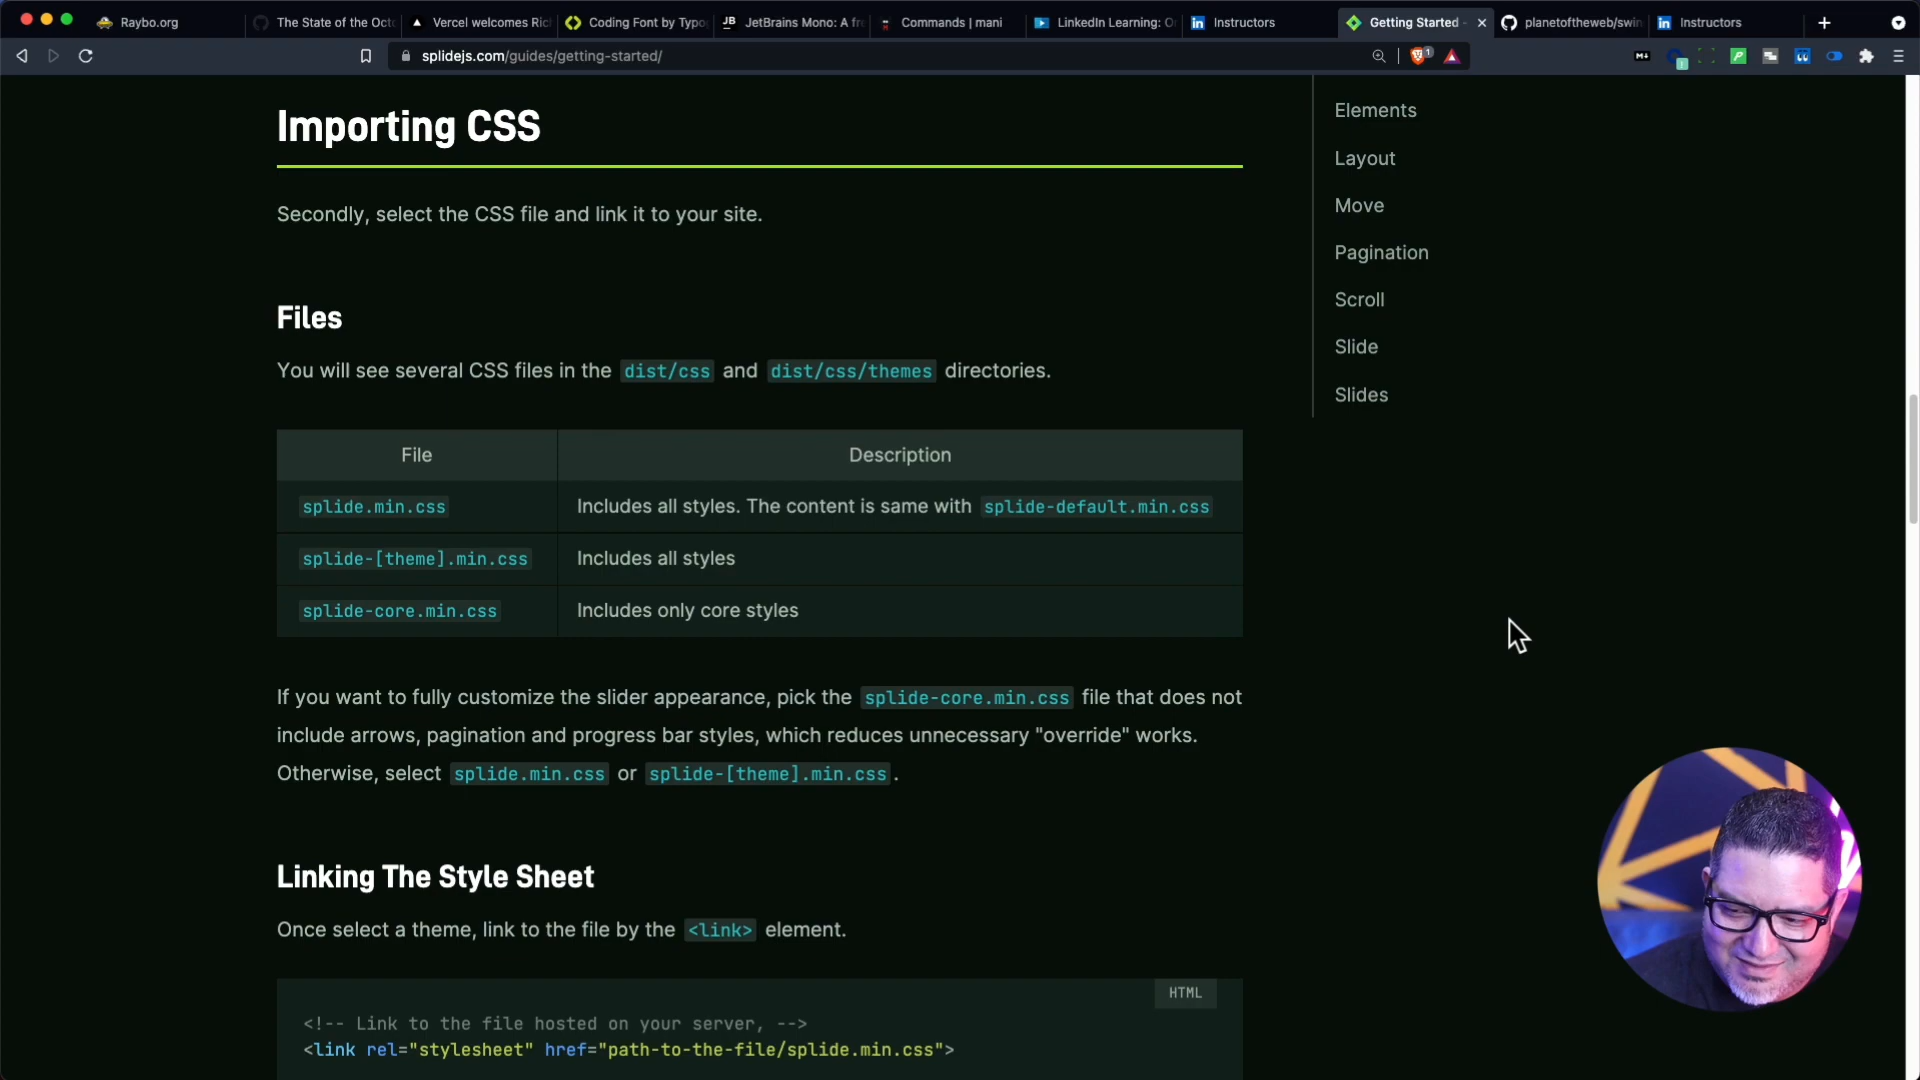 Raybo.org
The State of the Octo
Vercel welcomes Ric
Coding Font by Typo
JB
JetBrains Mono: A fre
Commands | mani
LinkedIn Learning: O
Instructors
Getting Started -
planetoftheweb/swin
Instructors
splidejs.com/guides/getting-started/
1
Importing CSS
Secondly, select the CSS file and link it to your site.
Files
You will see several CSS files in the dist/css and dist/css/themes directories.
File
Description
splide.min.css
Includes all styles. The content is same with splide-default.min.css
splide-[theme].min.css
Includes all styles
splide-core.min.css
Includes only core styles
If you want to fully customize the slider appearance, pick the splide-core.min.css file that does not
include arrows, pagination and progress bar styles, which reduces unnecessary "override" works.
Otherwise, select splide.min.css or splide-[theme].min.css.
Linking The Style Sheet
Once select a theme, link to the file by the <link> element.
HTML
<!-- Link to the file hosted on your server, -->
<link rel="stylesheet" href="path-to-the-file/splide.min.css">
Elements
Layout
Move
Pagination
Scroll
Slide
Slides